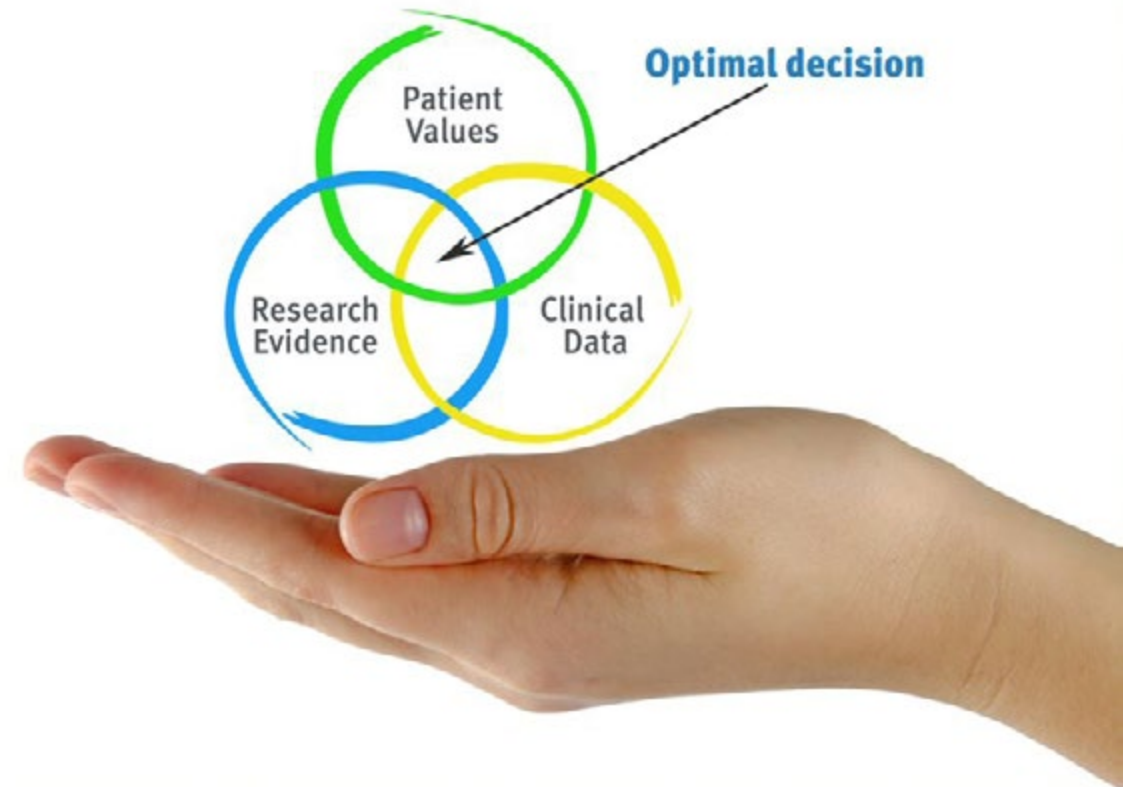 Optimal decision
Patient
Values
Research
Evidence
Clinical
Data